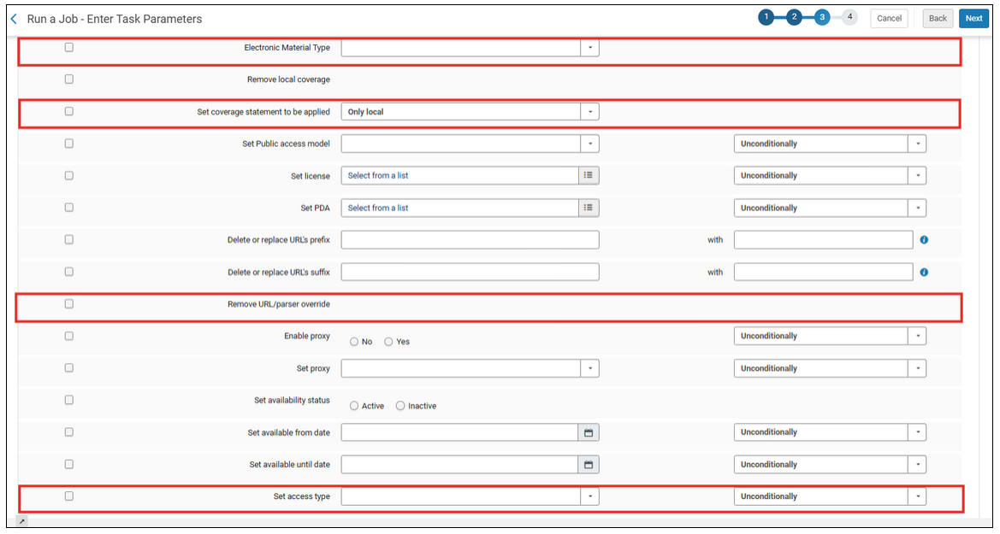 Run a Job - Enter Task Parameters 1 2 3 4 Cancel Back Next
Electronic Material Type
Remove local coverage
Set coverage statement to be applied Only local
Set Public access model Unconditionally
Set license Select from a list Unconditionally
Set PDA Select from a list Unconditionally
Delete or replace URL's prefix with
Delete or replace URL's suffix with
Remove URL/parser override
Enable proxy No Yes Unconditionally
Set proxy Unconditionally
Set availability status Active Inactive
Set available from date Unconditionally
Set available until date Unconditionally
Set access type Unconditionally